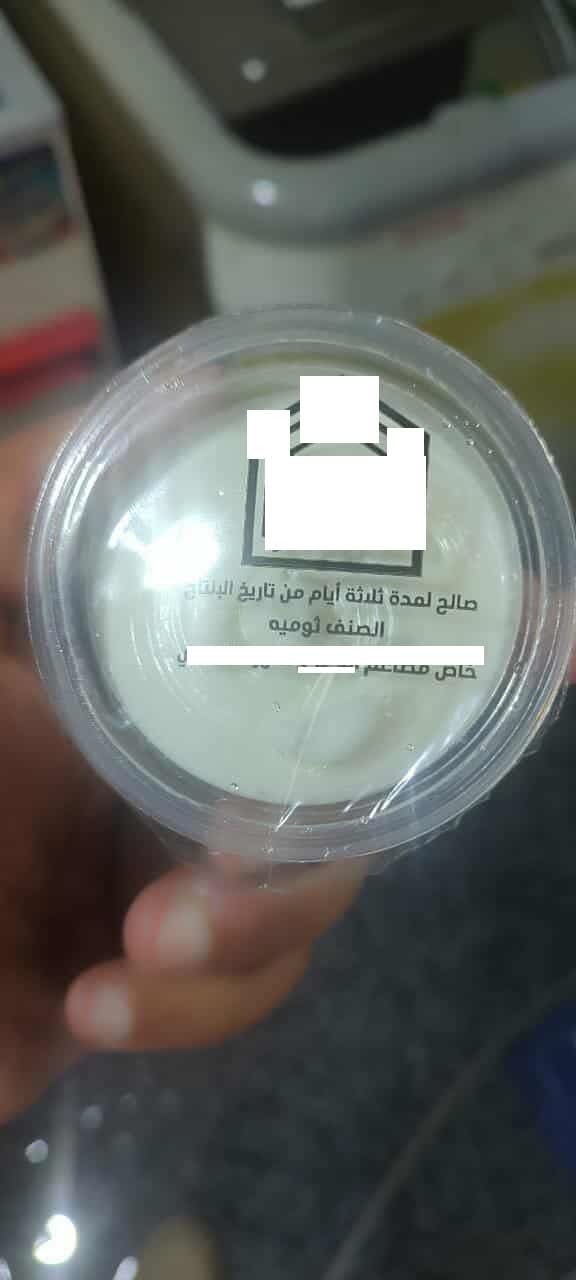 صالح لمدة ثلاثة أيام من تاريخ الإنتاج
الصنف ثوميه
خاص مطاعم